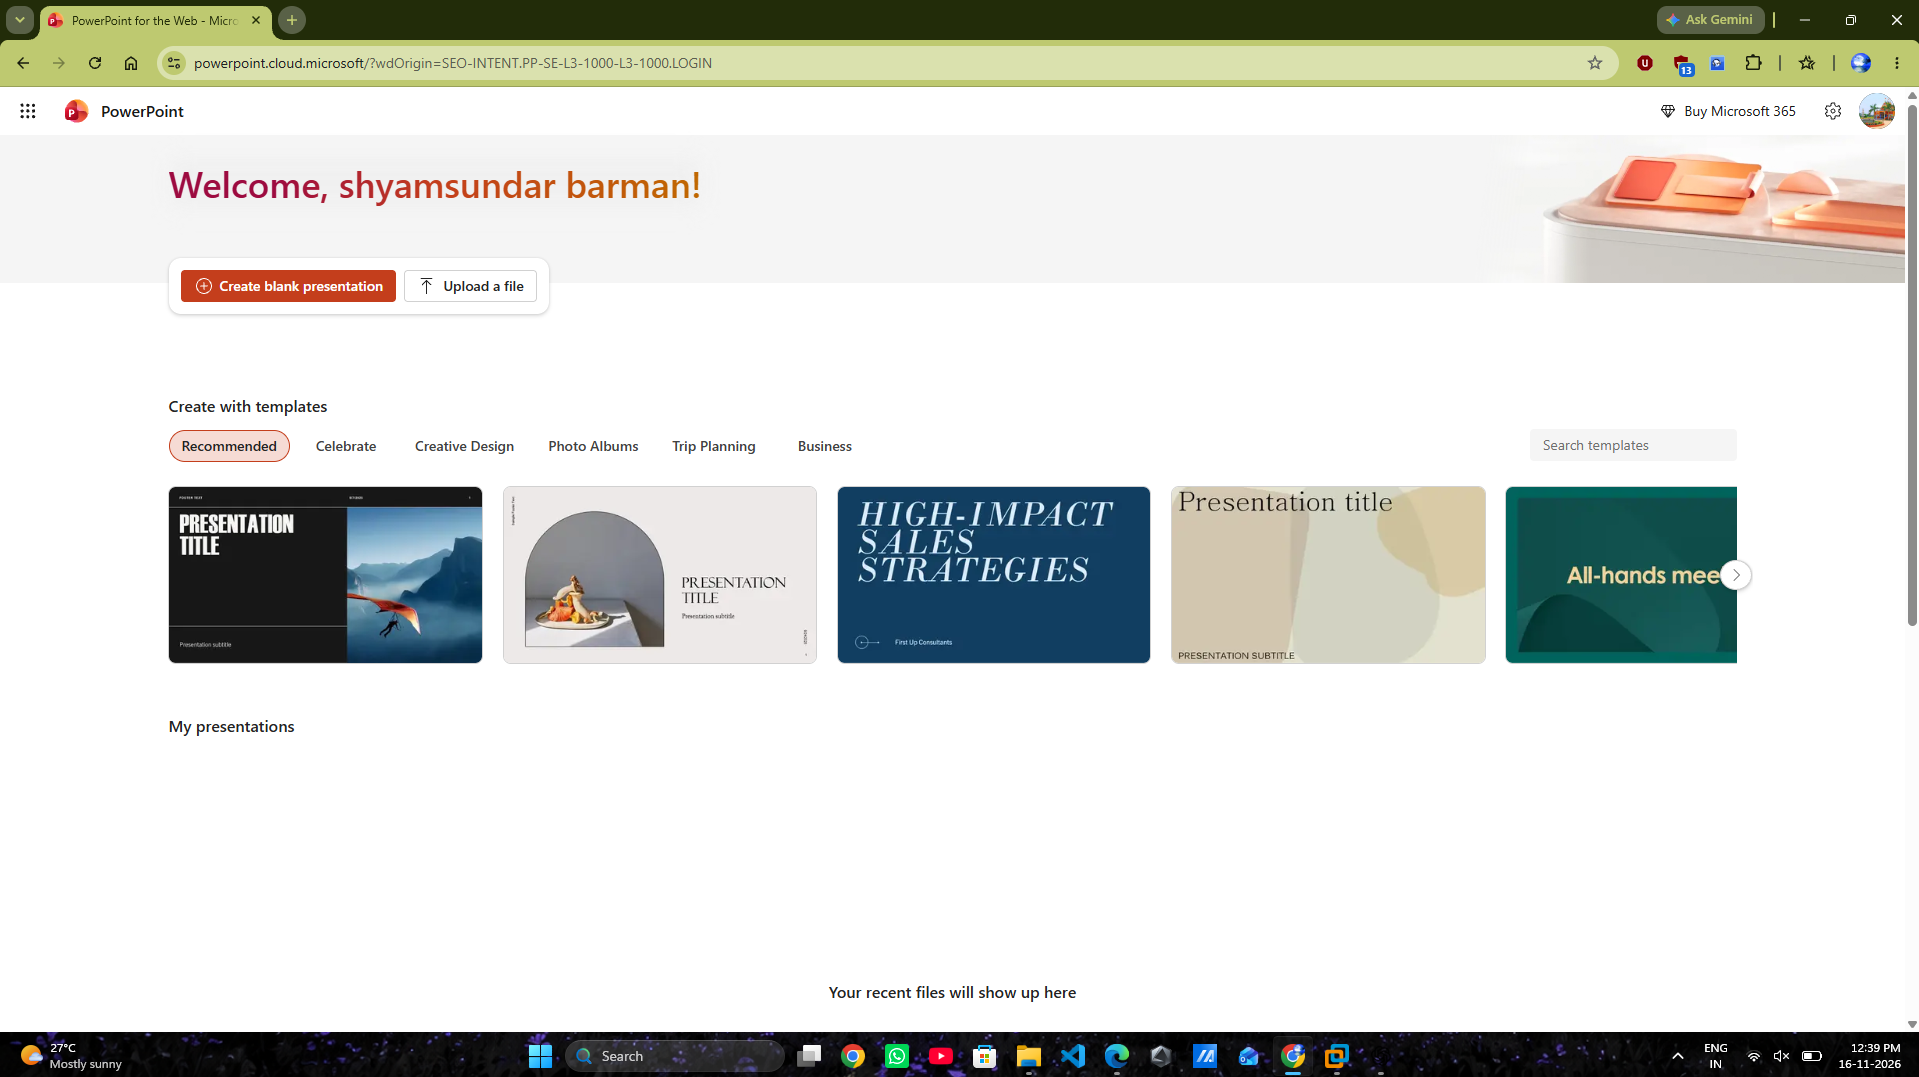 PowerPoint for the Web - Micro
Ask Gemini
powerpoint.cloud.microsoft/?wdOrigin=SEO-INTENT.PP-SE-L3-1000-L3-1000.LOGIN
13
PowerPoint
Buy Microsoft 365
Welcome, shyamsundar barman!
Create blank presentation
Upload a file
Create with templates
Recommended
Celebrate
Creative Design
Photo Albums
Trip Planning
Business
Search templates
PRESENTATION
TITLE
Presentation subtitle
PRESENTATION
TITLE
Presentation subtitle
HIGH-IMPACT
SALES
STRATEGIES
First Up Consultants
Presentation title
PRESENTATION SUBTITLE
All-hands mee
My presentations
Your recent files will show up here
27°C
Mostly sunny
Search
ENG
IN
12:39 PM
16-11-2026